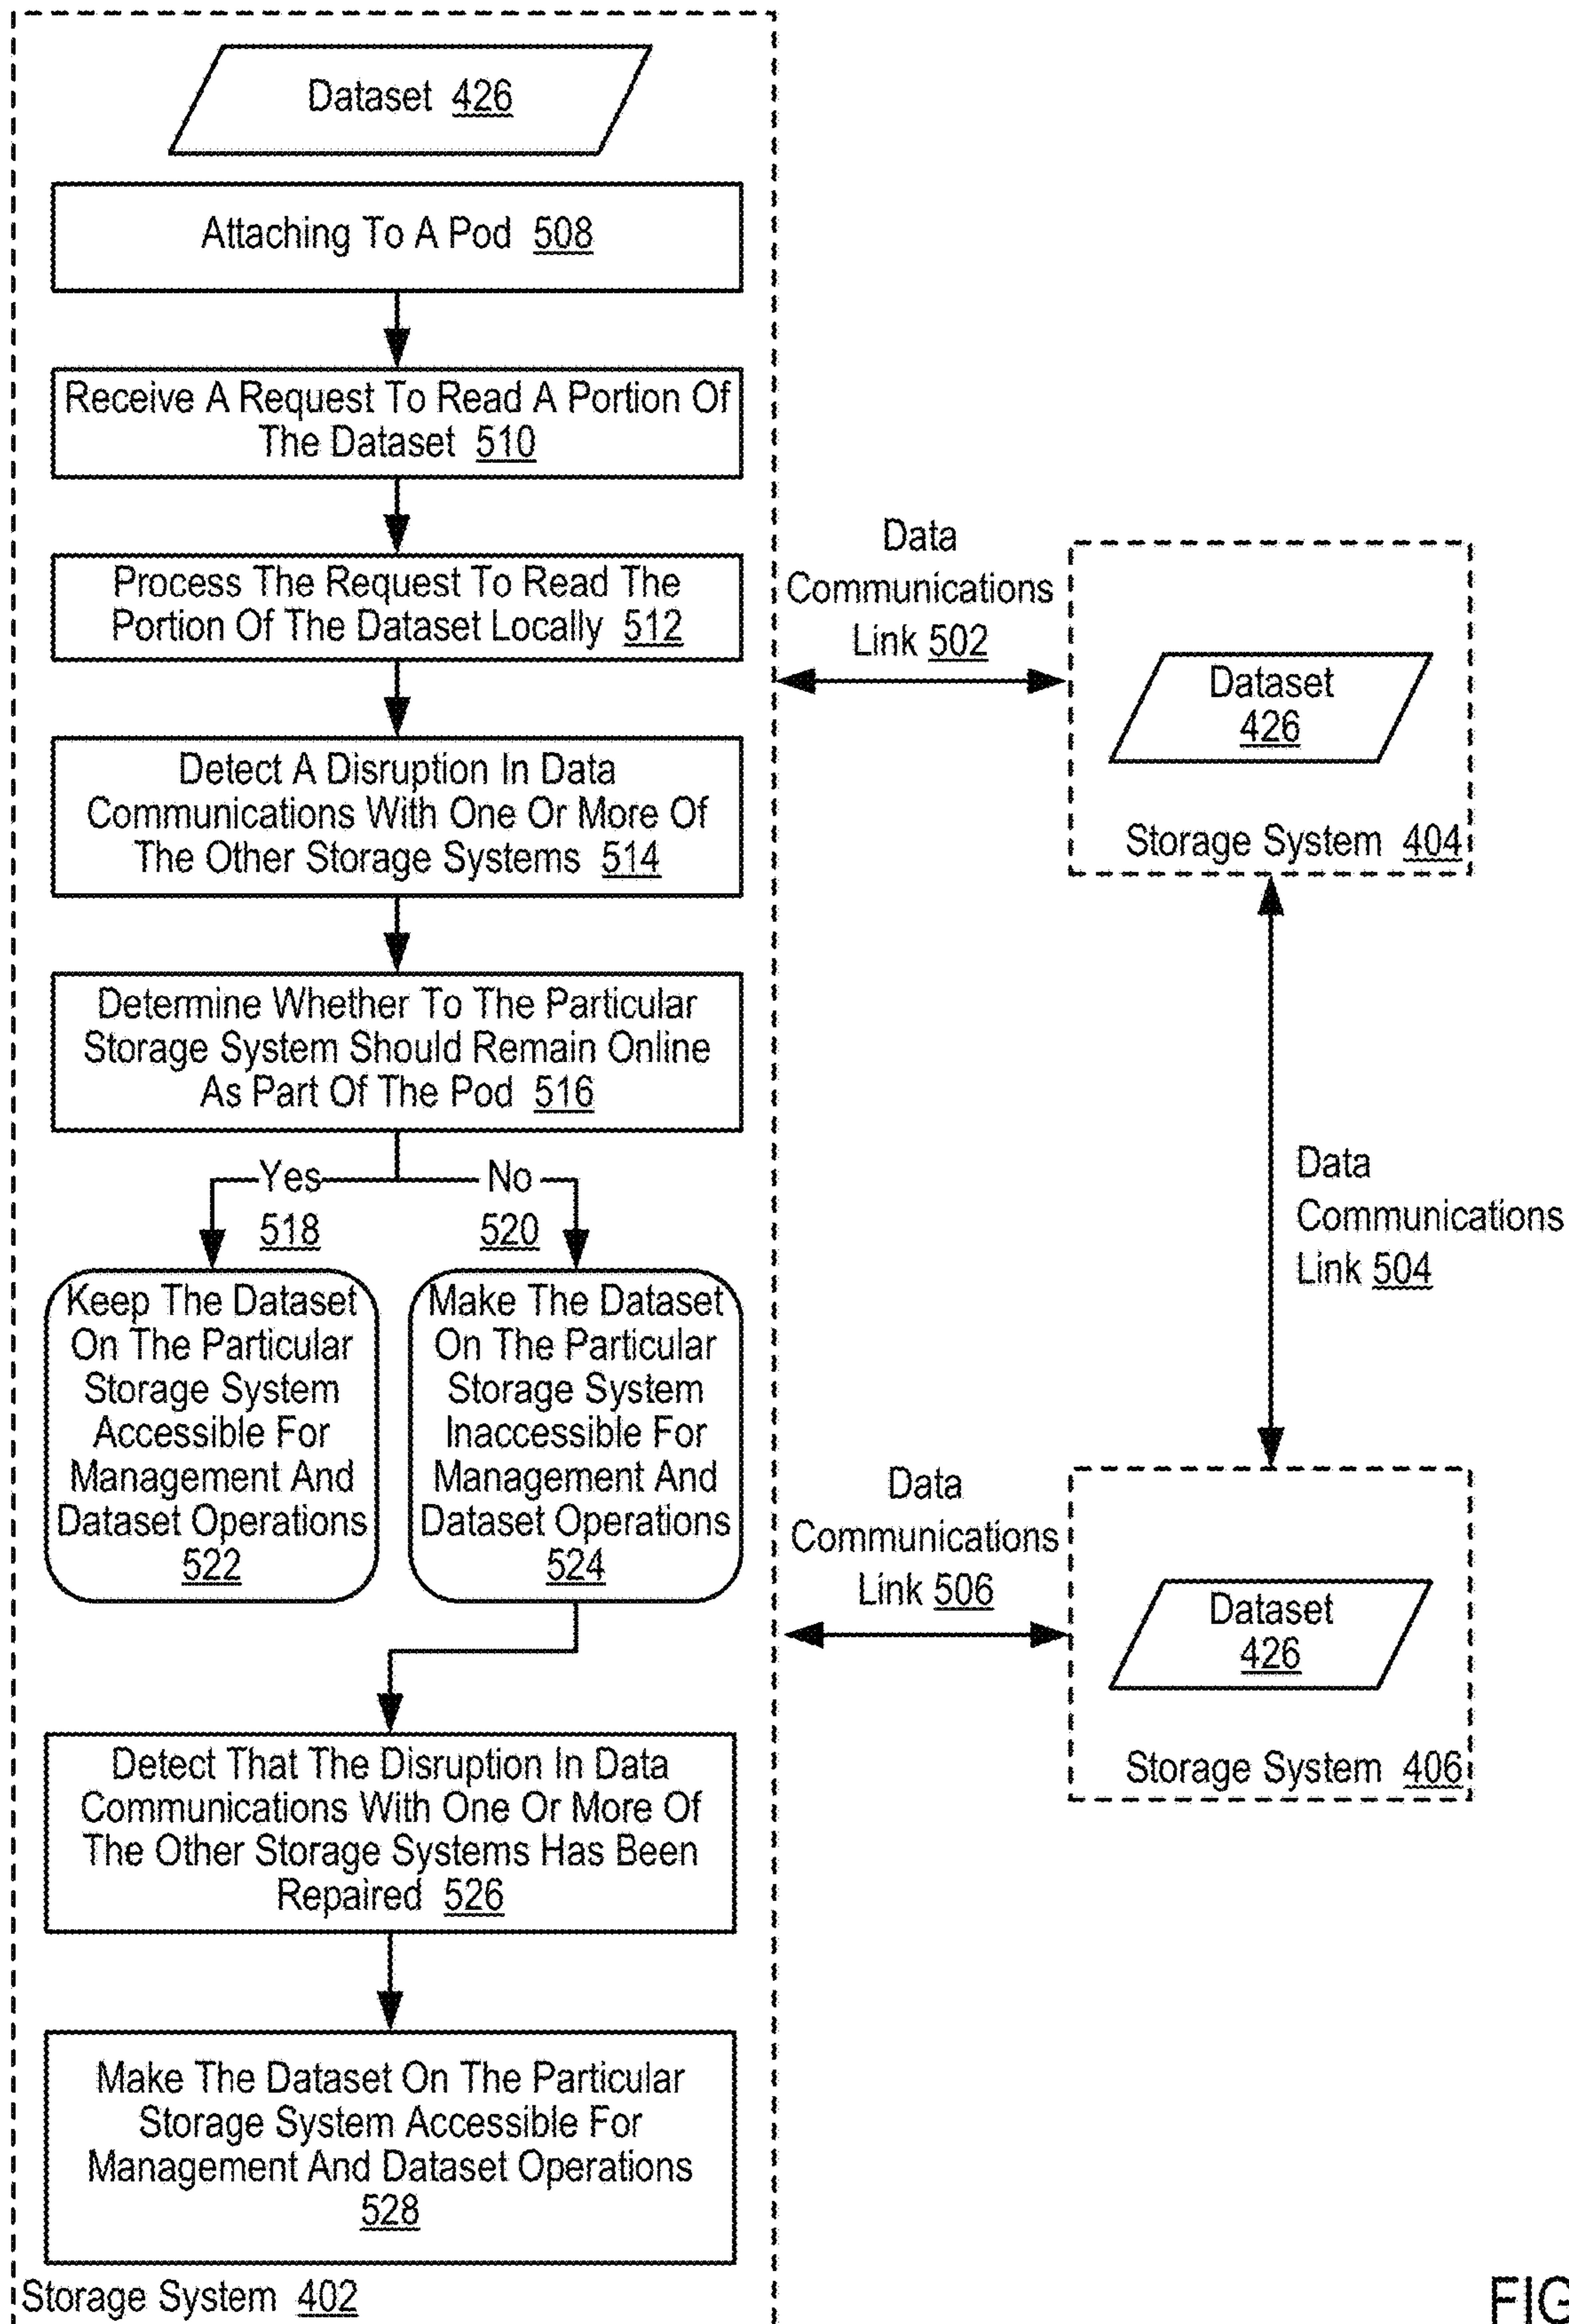 Dataset 426
Attaching To A Pod 508
Receive A Request To Read A Portion Of
The Dataset 510
Process The Request To Read The
Portion Of The Dataset Locally 512
Detect A Disruption In Data
Communications With One Or More Of
The Other Storage Systems 514
Determine Whether To The Particular
Storage System Should Remain Online
As Part Of The Pod 516
Yes
518
No
520
Keep The Dataset
On The Particular
Storage System
Accessible For
Management And
Dataset Operations
522
Make The Dataset
On The Particular
Storage System
Inaccessible For
Management And
Dataset Operations
524
Detect That The Disruption In Data
Communications With One Or More Of
The Other Storage Systems Has Been
Repaired 526
Make The Dataset On The Particular
Storage System Accessible For
Management And Dataset Operations
528
Storage System 402
Data
Communications
Link 502
Dataset
426
Storage System 404
Data
Communications
Link 504
Data
Communications
Link 506
Dataset
426
Storage System 406
FIG